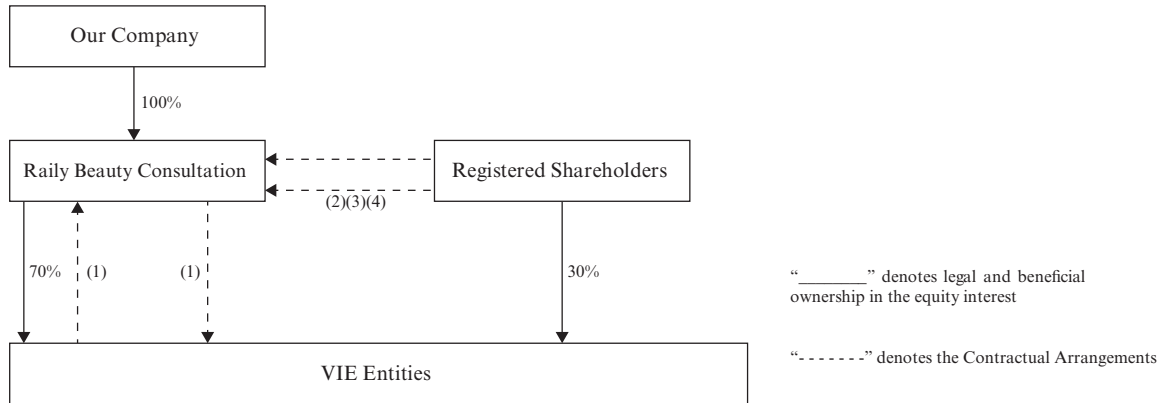 Our Company
100%
Raily Beauty Consultation
Registered Shareholders
(2)(3)(4)
70%
(1)
(1)
30%
“_______” denotes legal and beneficial
ownership in the equity interest
VIE Entities
“- - - - - - -” denotes the Contractual Arrangements